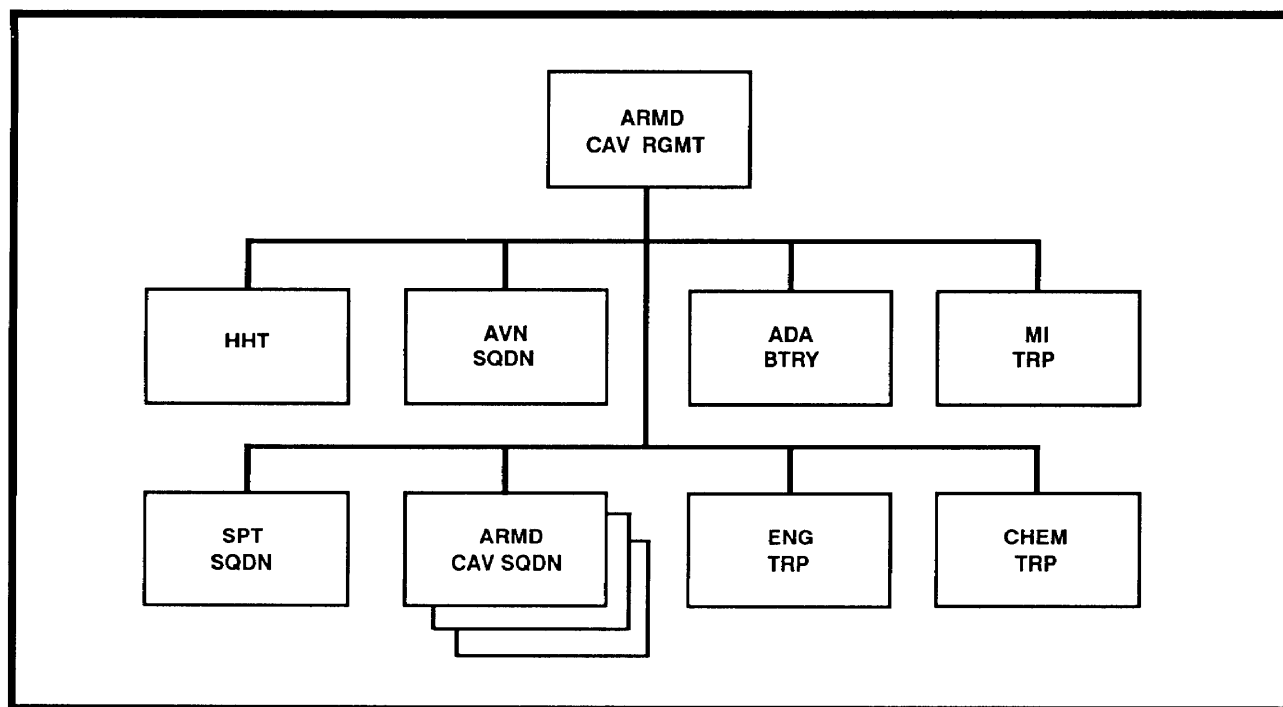 ARMD
CAV RGMT
HHT
AVN
SQDN
ADA
BTRY
MI
TRP
SPT
SQDN
ARMD
CAV SQDN
ENG
TRP
CHEM
TRP